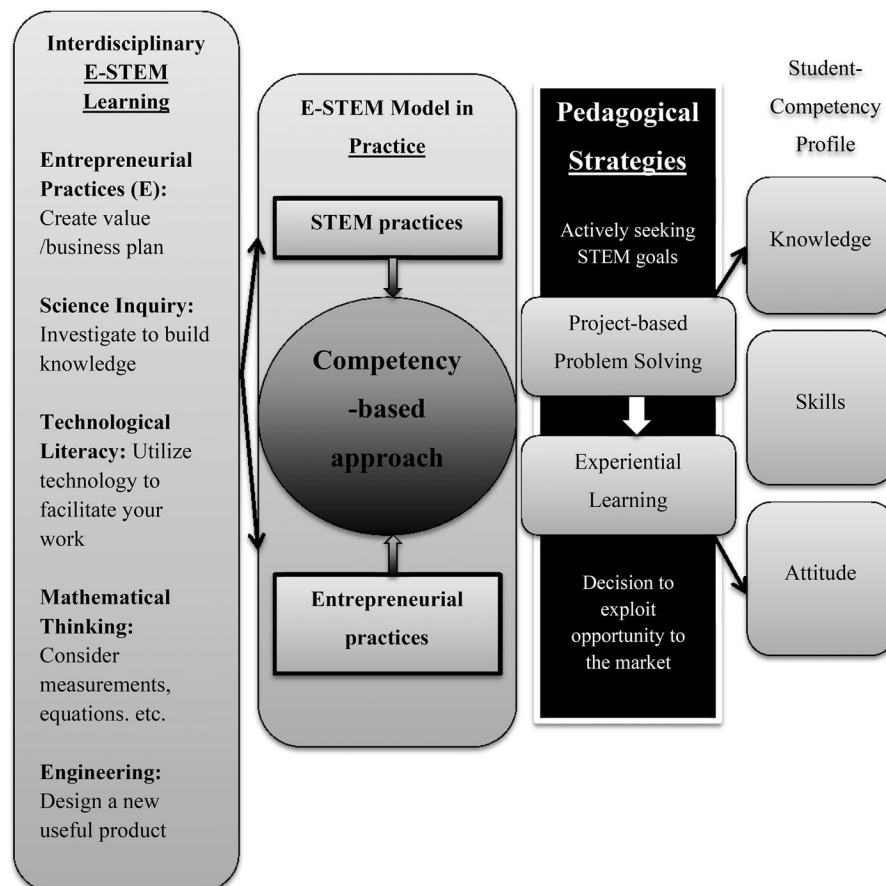 Interdisciplinary
E-STEM
Learning
Entrepreneurial
Practices (E):
Create value
/business plan
Science Inquiry:
Investigate to build
knowledge
Technological
Literacy: Utilize
technology to
facilitate your
work
Mathematical
Thinking:
Consider
measurements,
equations. etc.
Engineering:
Design a new
useful product
E-STEM Model in
Practice
STEM practices
Competency
-based
approach
Entrepreneurial
practices
Pedagogical
Strategies
Actively seeking
STEM goals
Project-based
Problem Solving
Experiential
Learning
Decision to
exploit
opportunity to
the market
Student-
Competency
Profile
Knowledge
Skills
Attitude